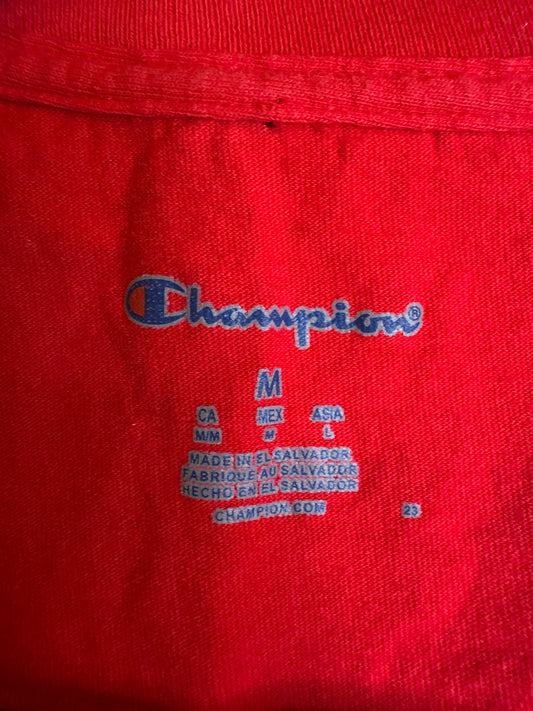 Champion®
M
CA MEX ASIA
M/M M L
MADE IN EL SALVADOR
FABRIQUE AU SALVADOR
HECHO EN EL SALVADOR
CHAMPION.COM 23